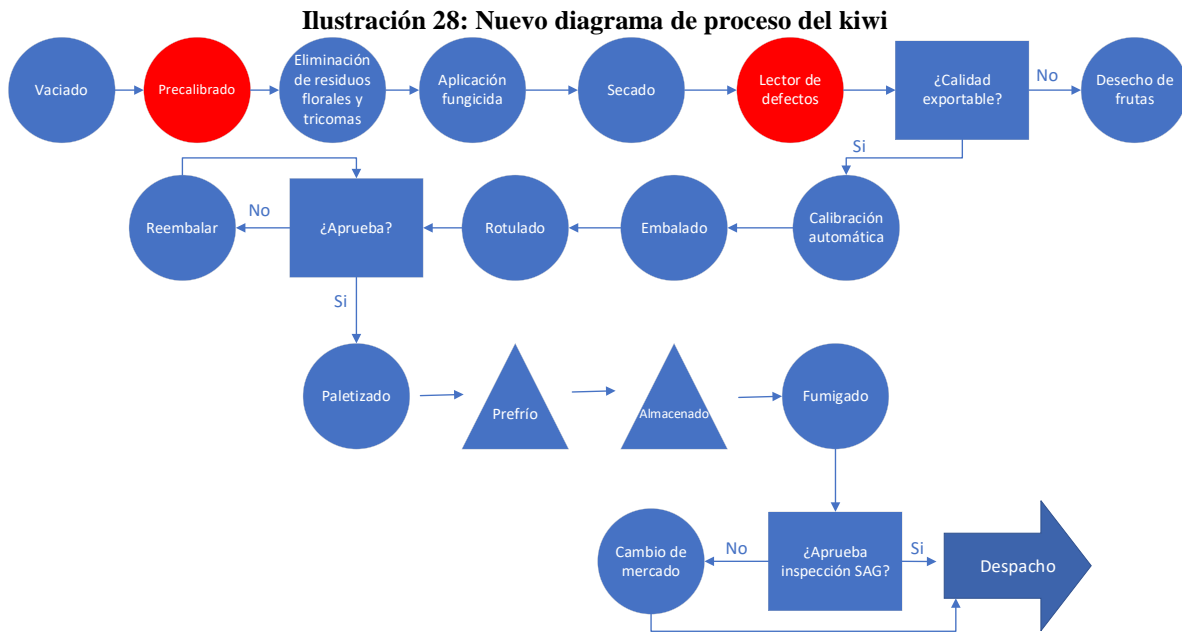 Ilustración 28: Nuevo diagrama de proceso del kiwi
Vaciado
Precalibrado
Eliminación
de residuos
florales y
tricomas
Aplicación
fungicida
Secado
Lector de
defectos
¿Calidad
exportable?
No
Desecho de
frutas
Si
Calibración
automática
Embalado
Rotulado
¿Aprueba?
No
Reembalar
Si
Paletizado
Prefrío
Almacenado
Fumigado
¿Aprueba
inspección SAG?
No
Cambio de
mercado
Si
Despacho